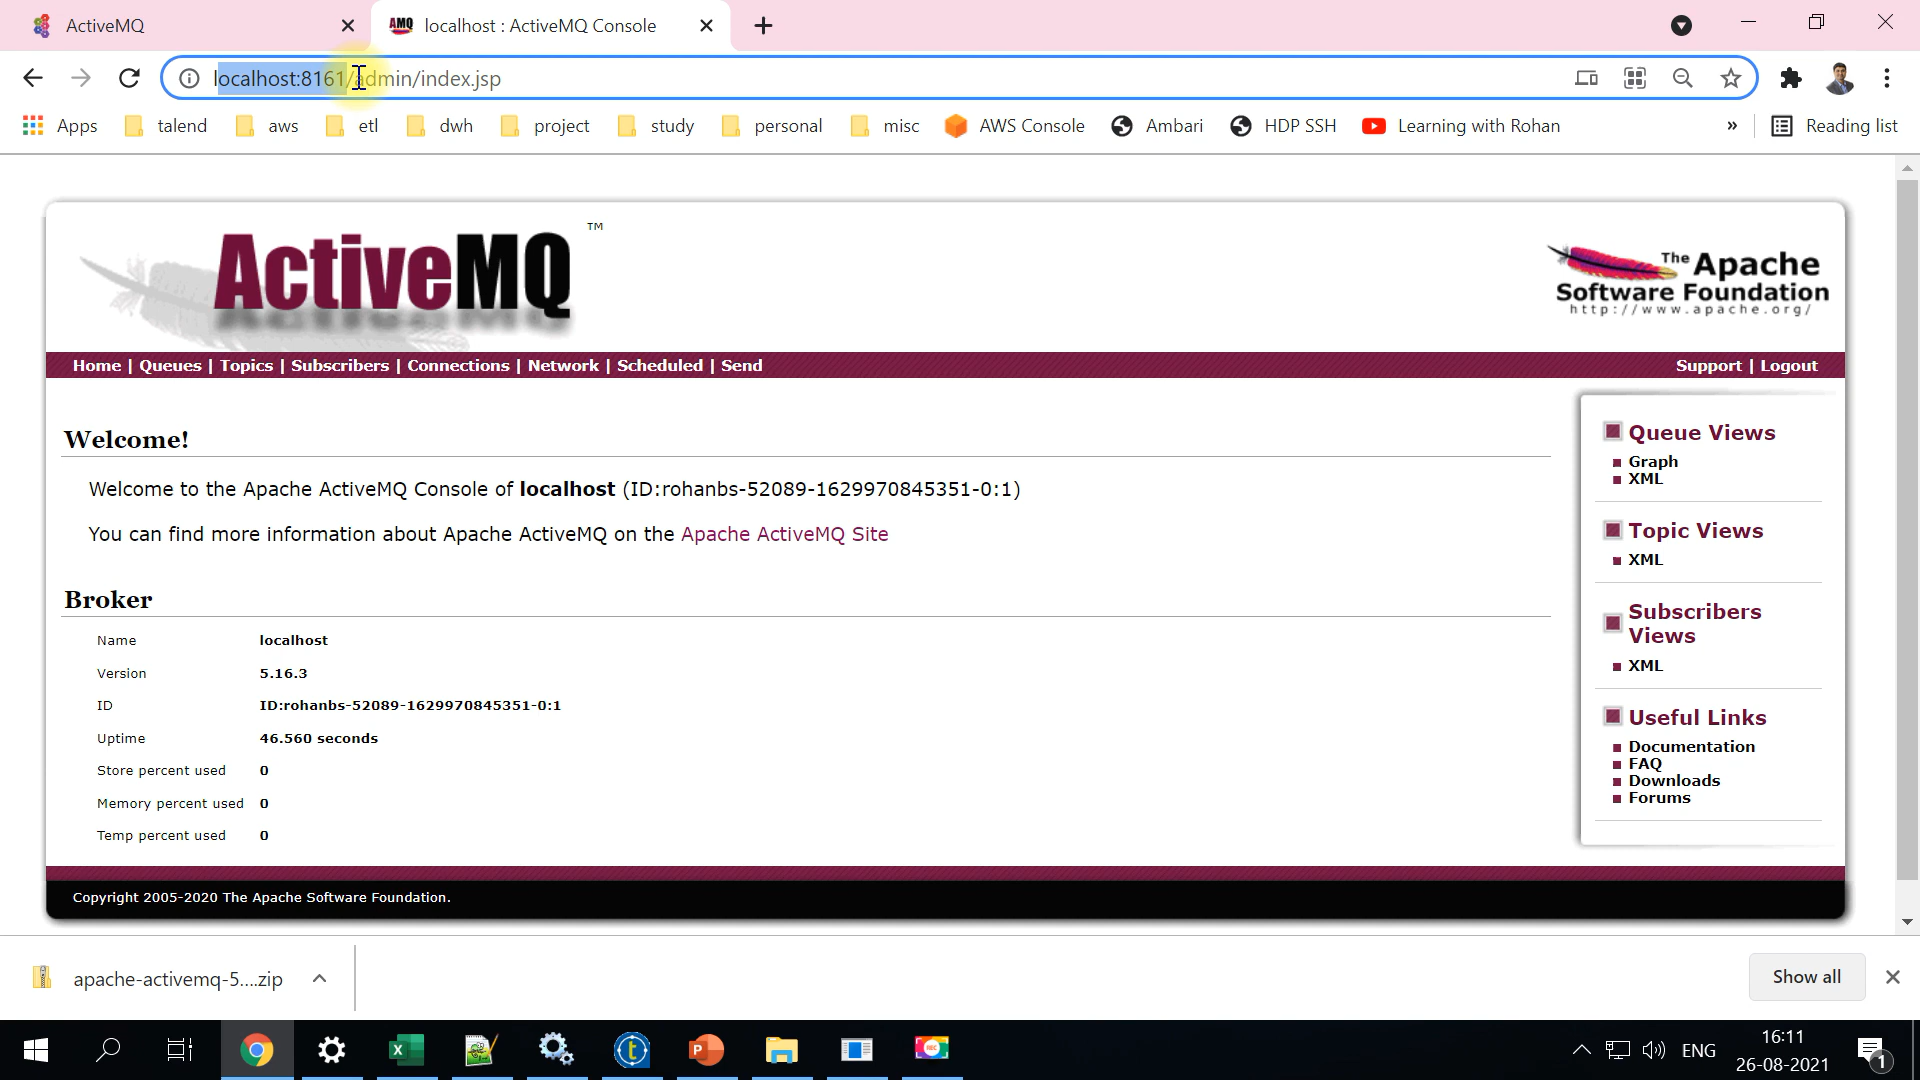 ActiveMQ
localhost : ActiveMQ Console
localhost:8161/admin/index.jsp
Apps talend aws etl dwh project study personal misc AWS Console Ambari HDP SSH Learning with Rohan » Reading list
ActiveMQ ™
The Apache
Software Foundation
http://www.apache.org/
Home | Queues | Topics | Subscribers | Connections | Network | Scheduled | Send
Support | Logout
Welcome!
Welcome to the Apache ActiveMQ Console of localhost (ID:rohanbs-52089-1629970845351-0:1)
You can find more information about Apache ActiveMQ on the Apache ActiveMQ Site
Broker
Name localhost
Version 5.16.3
ID ID:rohanbs-52089-1629970845351-0:1
Uptime 46.560 seconds
Store percent used 0
Memory percent used 0
Temp percent used 0
Queue Views
Graph
XML
Topic Views
XML
Subscribers
Views
XML
Useful Links
Documentation
FAQ
Downloads
Forums
Copyright 2005-2020 The Apache Software Foundation.
apache-activemq-5....zip
Show all
ENG
16:11
26-08-2021
1